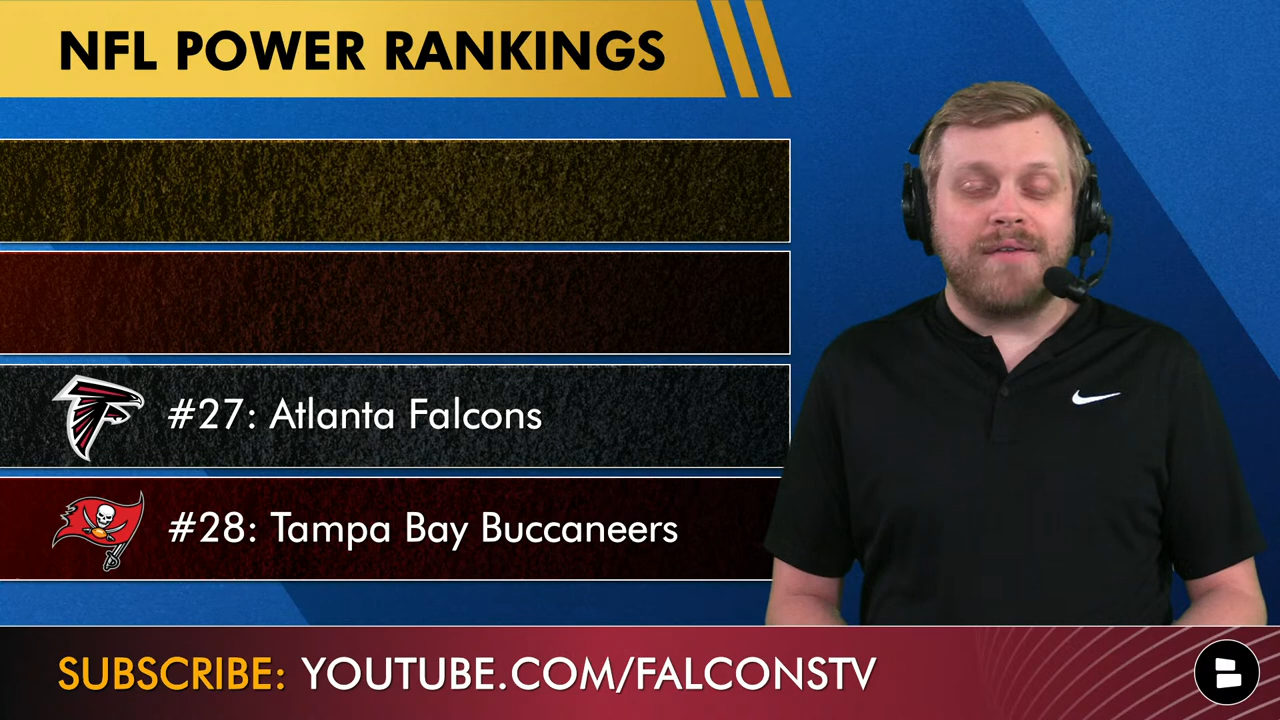 NFL POWER RANKINGS
#27: Atlanta Falcons
#28: Tampa Bay Buccaneers
SUBSCRIBE: YOUTUBE.COM/FALCONSTV